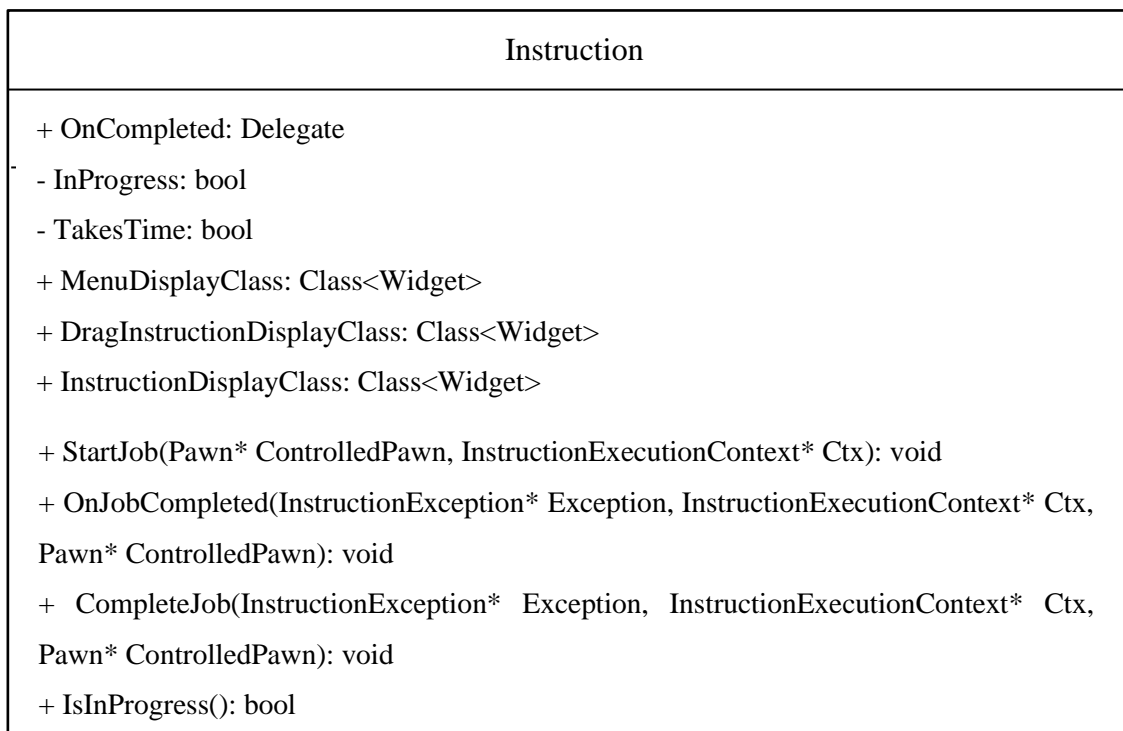 Instruction
+ OnCompleted: Delegate
- InProgress: bool
- TakesTime: bool
+ MenuDisplayClass: Class<Widget>
+ DragInstructionDisplayClass: Class<Widget>
+ InstructionDisplayClass: Class<Widget>
+ StartJob(Pawn* ControlledPawn, InstructionExecutionContext* Ctx): void
+ OnJobCompleted(InstructionException* Exception, InstructionExecutionContext* Ctx,
Pawn* ControlledPawn): void
+ CompleteJob(InstructionException* Exception, InstructionExecutionContext* Ctx,
Pawn* ControlledPawn): void
+ IsInProgress(): bool